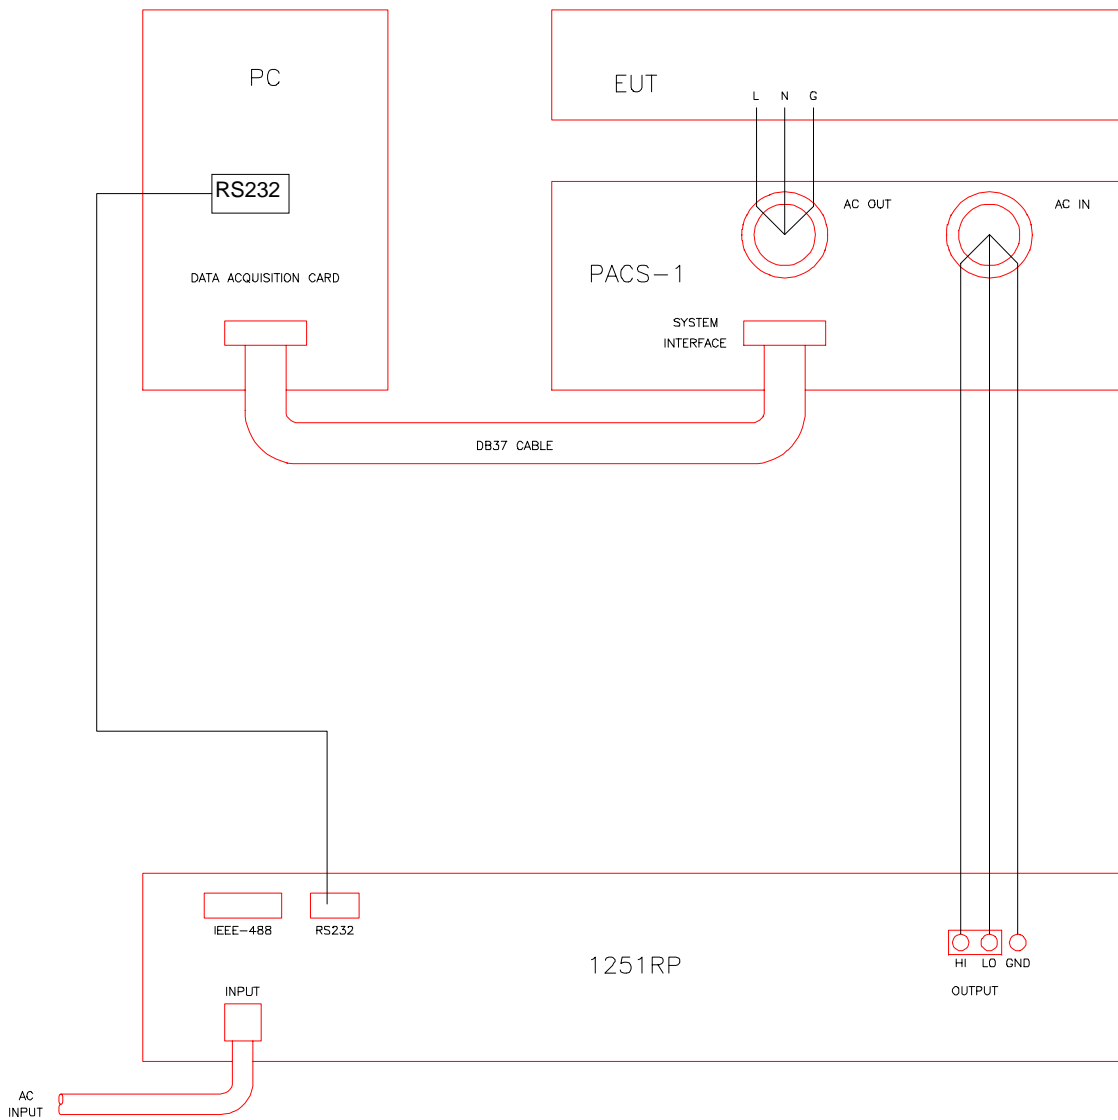 PC
EUT
L N G
RS232
AC OUT
AC IN
DATA ACQUISITION CARD
PACS-1
SYSTEM
INTERFACE
DB37 CABLE
IEEE-488
RS232
1251RP
HI LO GND
OUTPUT
INPUT
AC
INPUT